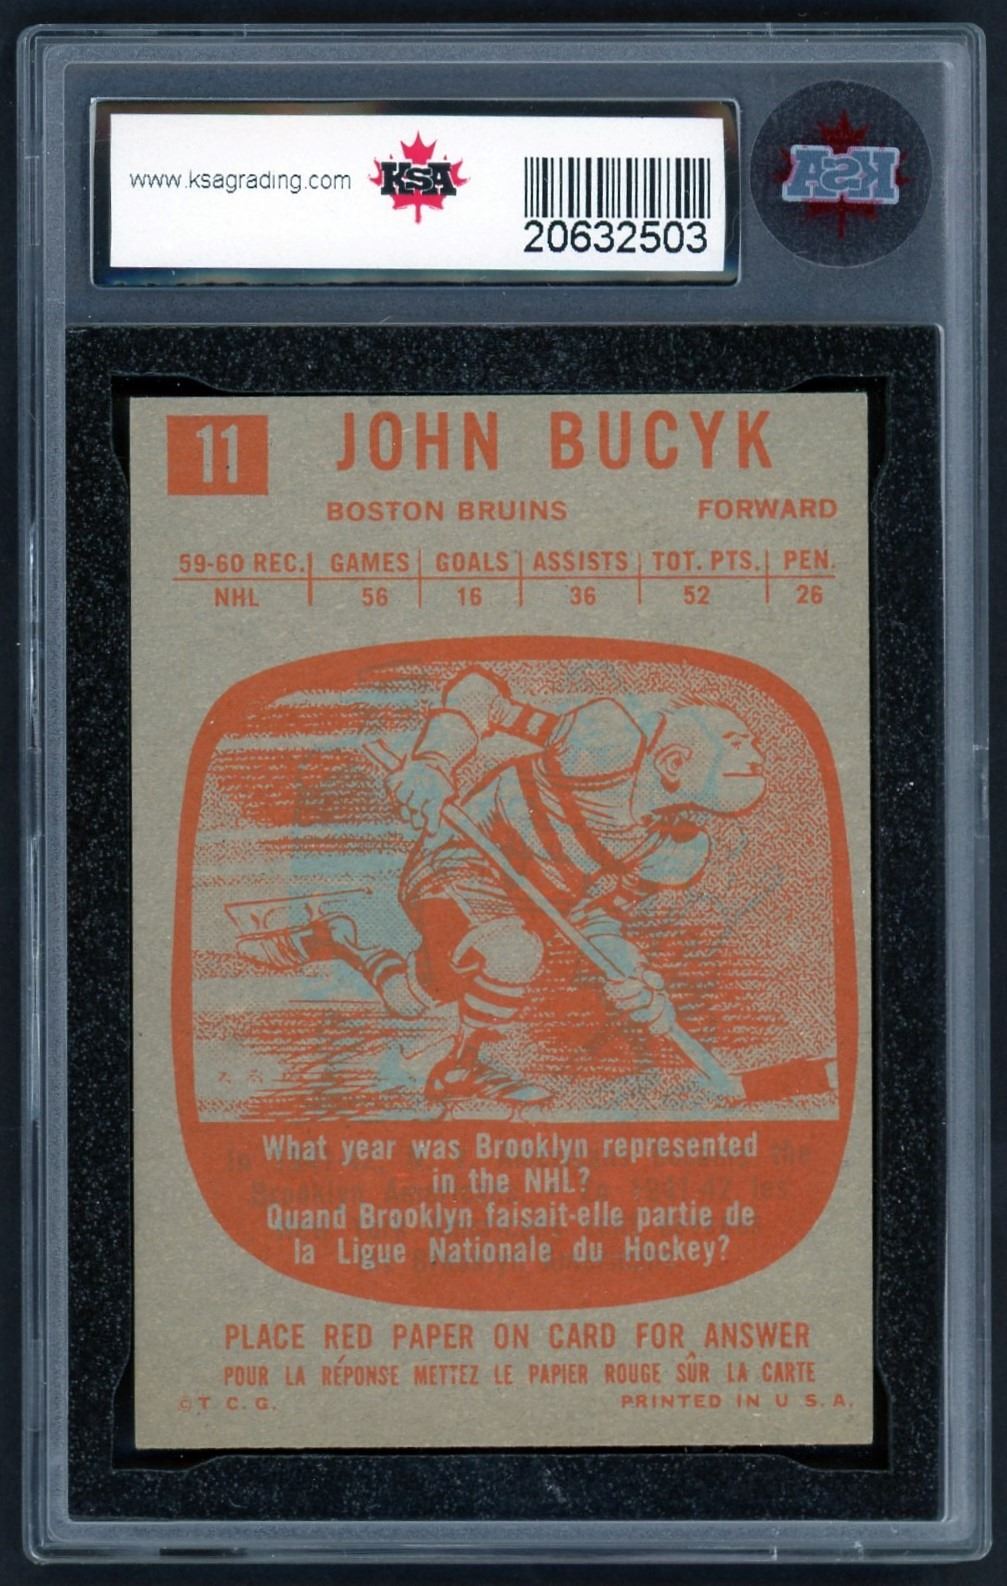 www.ksagrading.com
KSA
KSA
20632503
11
JOHN BUCYK
BOSTON BRUINS FORWARD
59-60 REC. GAMES GOALS ASSISTS TOT. PTS. PEN.
NHL 56 16 36 52 26
What year was Brooklyn represented
in the NHL?
Quand Brooklyn faisait-elle partie de
la Ligue Nationale du Hockey?
PLACE RED PAPER ON CARD FOR ANSWER
POUR LA RÉPONSE METTEZ LE PAPIER ROUGE SÛR LA CARTE
©T. C. G. PRINTED IN U. S. A.